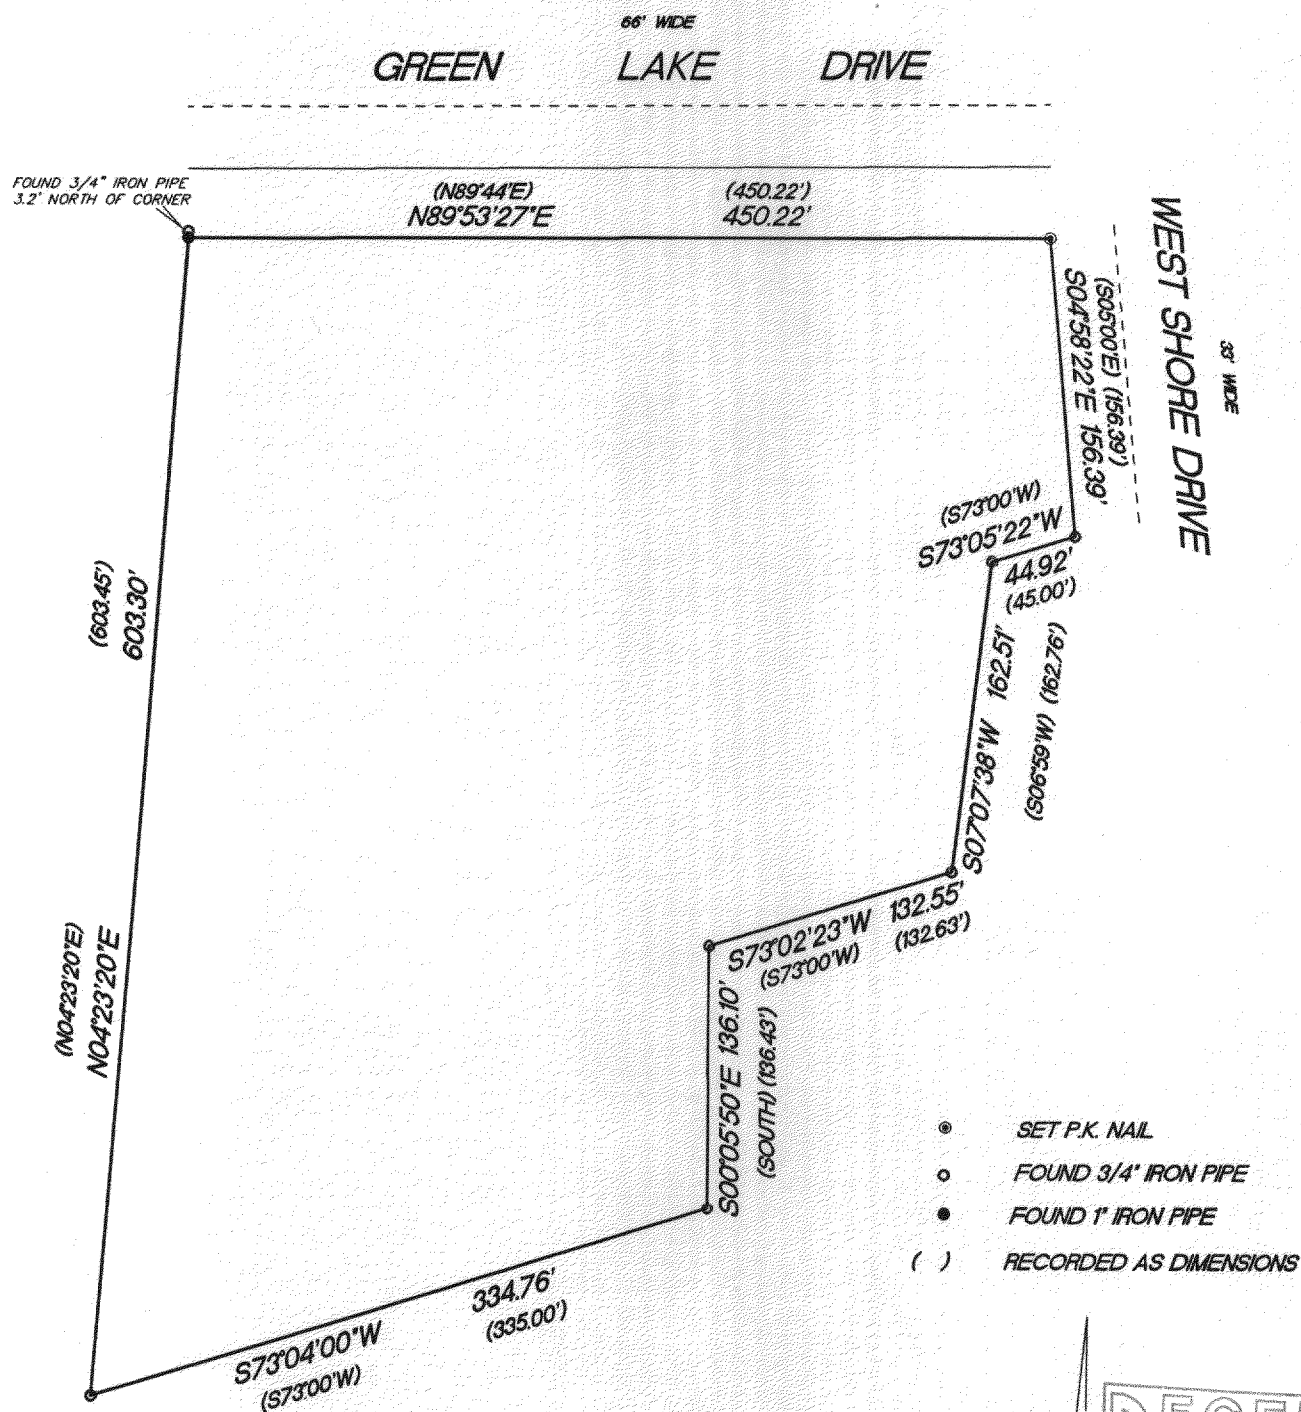 66' WIDE
GREEN LAKE DRIVE
FOUND 3/4" IRON PIPE
3.2' NORTH OF CORNER
(N89°44'E) (450.22')
N89°53'27"E 450.22'
WEST SHORE DRIVE
33' WIDE
(S05°00'E) (156.39')
S04°58'22"E 156.39'
(S73°00'W)
S73°05'22"W
44.92'
(45.00')
(603.45')
603.30'
S07°07'38"W 162.51'
(S06°59'W) (162.76')
132.55'
S73°02'23"W
(132.63')
(S73°00'W)
(N04°23'20"E)
N04°23'20"E
S00°05'50"E 136.10'
(SOUTH) (136.43')
SET P.K. NAIL
FOUND 3/4" IRON PIPE
FOUND 1" IRON PIPE
( ) RECORDED AS DIMENSIONS
334.76'
(335.00')
S73°04'00"W
(S73°00'W)